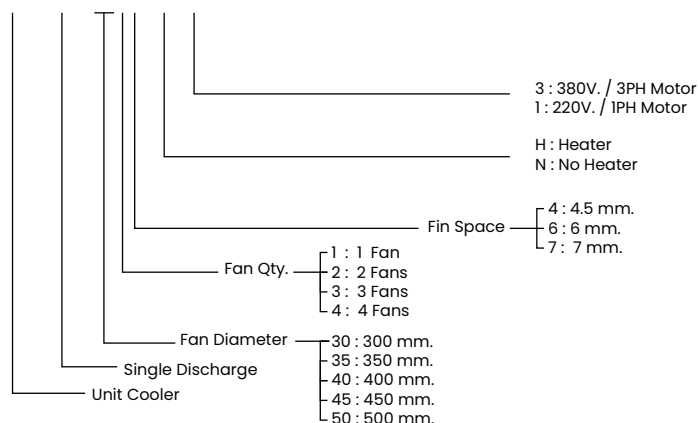 3 : 380V. / 3PH Motor
1 : 220V. / 1PH Motor
H : Heater
N : No Heater
Fin Space
4 : 4.5 mm.
6 : 6 mm.
7 : 7 mm.
Fan Qty.
1 : 1 Fan
2 : 2 Fans
3 : 3 Fans
4 : 4 Fans
Fan Diameter
30 : 300 mm.
35 : 350 mm.
40 : 400 mm.
45 : 450 mm.
50 : 500 mm.
Single Discharge
Unit Cooler